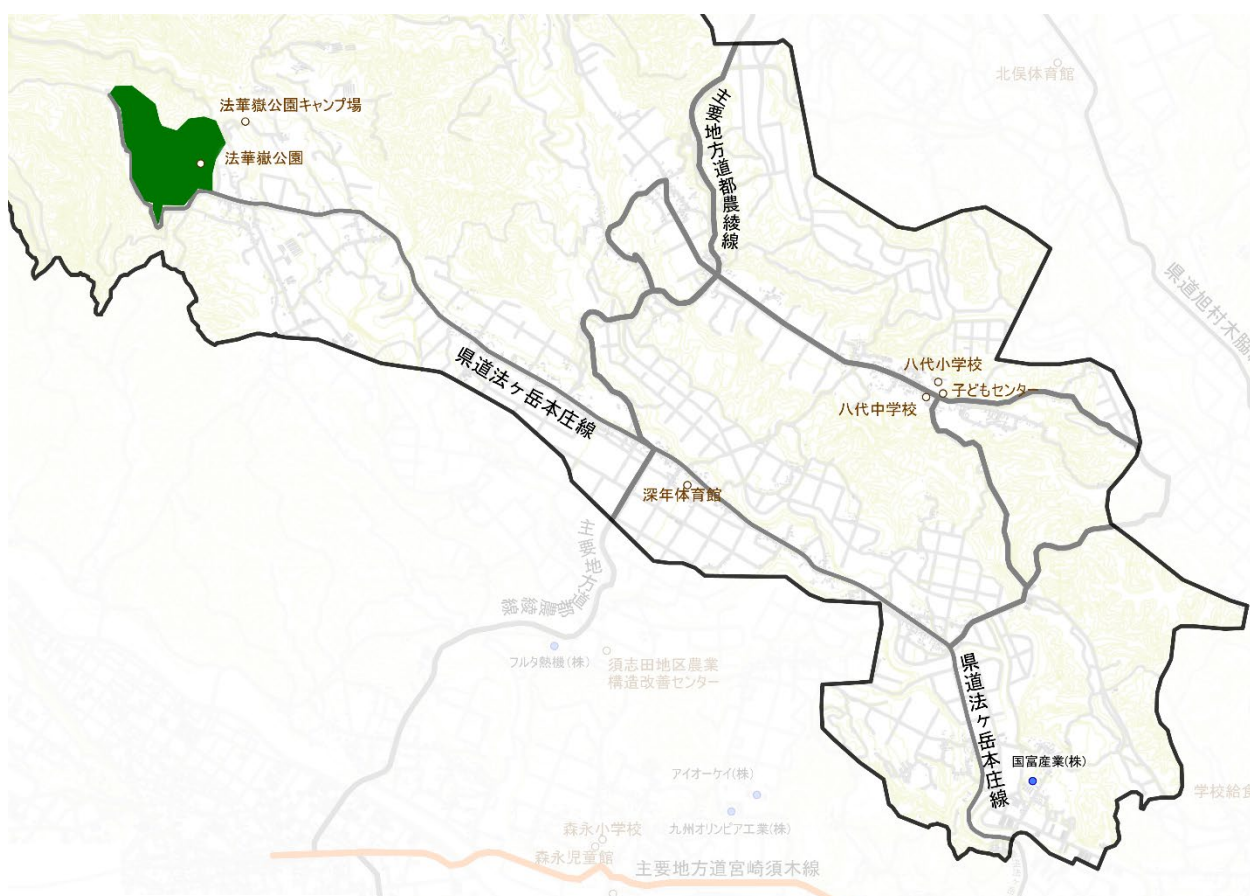 北俣体育館
法華嶽公園キャンプ場
法華嶽公園
主要地方道都農綾線
県道旭村木脇
県道法ヶ岳本庄線
八代小学校
子どもセンター
八代中学校
深年体育館
主要地方道
都農綾線
フルタ熱機(株)
須志田地区農業
構造改善センター
県道法ヶ岳本庄線
国富産業(株)
アイオーケイ(株)
学校給食
九州オリンピア工業(株)
森永小学校
森永児童館
主要地方道宮崎須木線